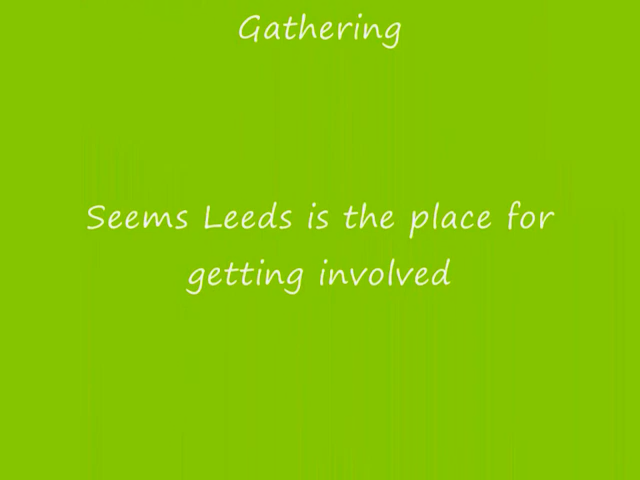 Gathering
Seems Leeds is the place for
getting involved